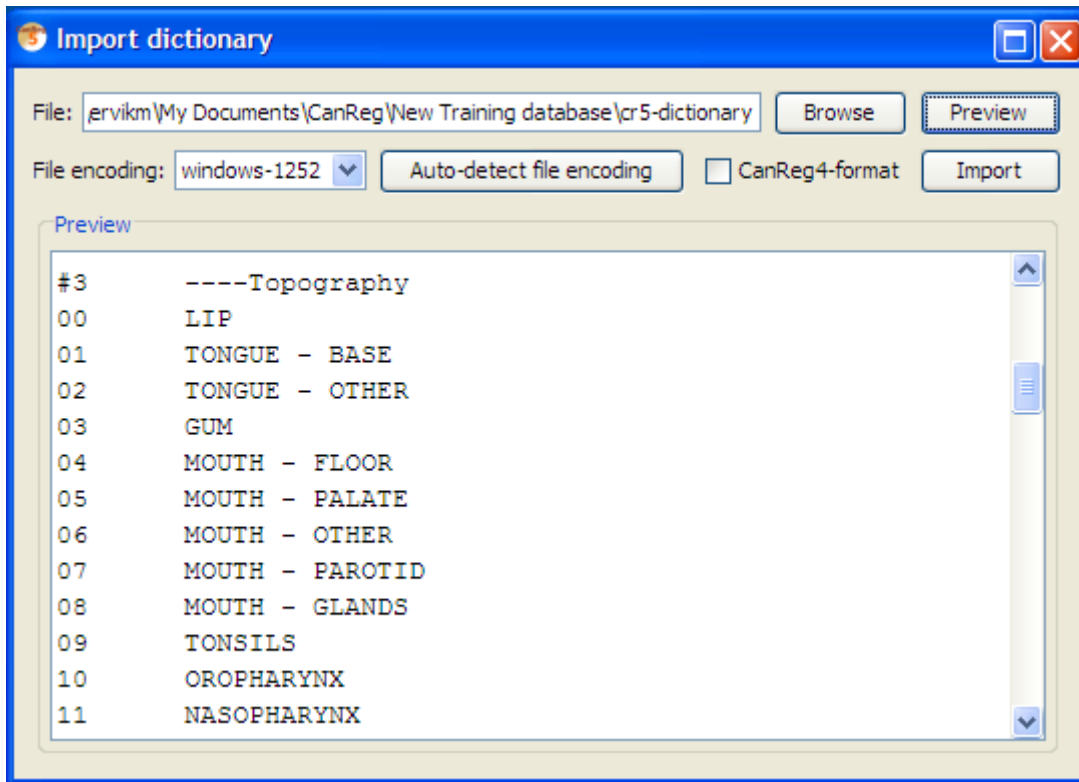 Import dictionary
File: ervikm\My Documents\CanReg\New Training database\cr5-dictionary Browse Preview
File encoding: windows-1252 Auto-detect file encoding CanReg4-format Import
Preview
#3 ----Topography
00 LIP
01 TONGUE - BASE
02 TONGUE - OTHER
03 GUM
04 MOUTH - FLOOR
05 MOUTH - PALATE
06 MOUTH - OTHER
07 MOUTH - PAROTID
08 MOUTH - GLANDS
09 TONSILS
10 OROPHARYNX
11 NASOPHARYNX